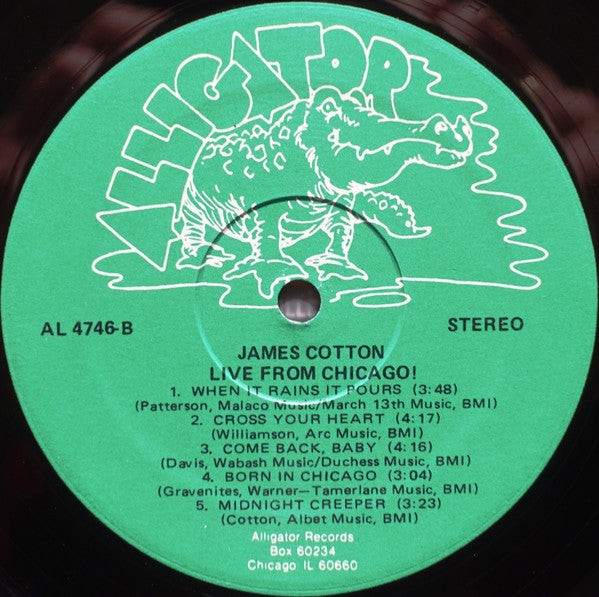 ALLIGATOR
AL 4746-B
STEREO
JAMES COTTON
LIVE FROM CHICAGO!
1. WHEN IT RAINS IT POURS (3:48)
(Patterson, Malaco Music/March 13th Music, BMI)
2. CROSS YOUR HEART (4:17)
(Williamson, Arc Music, BMI)
3. COME BACK, BABY (4:16)
(Davis, Wabash Music/Duchess Music, BMI)
4. BORN IN CHICAGO (3:04)
(Gravenites, Warner—Tamerlane Music, BMI)
5. MIDNIGHT CREEPER (3:23)
(Cotton, Albet Music, BMI)
Alligator Records
Box 60234
Chicago IL 60660